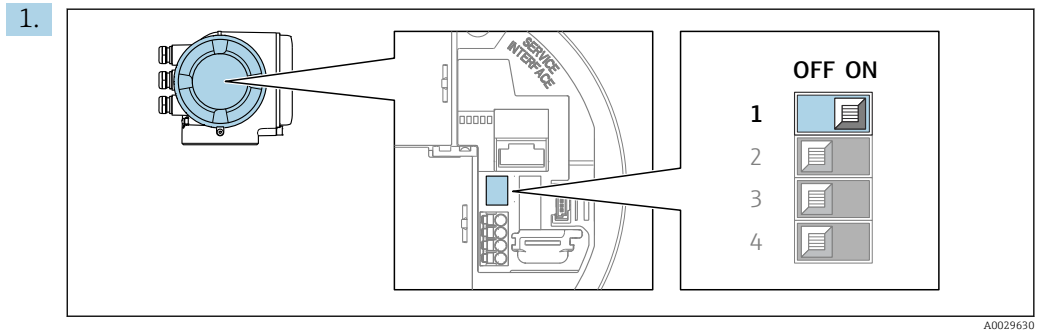 1.
SERVICE
INTERFACE
OFF ON
1
2
3
4
A0029630